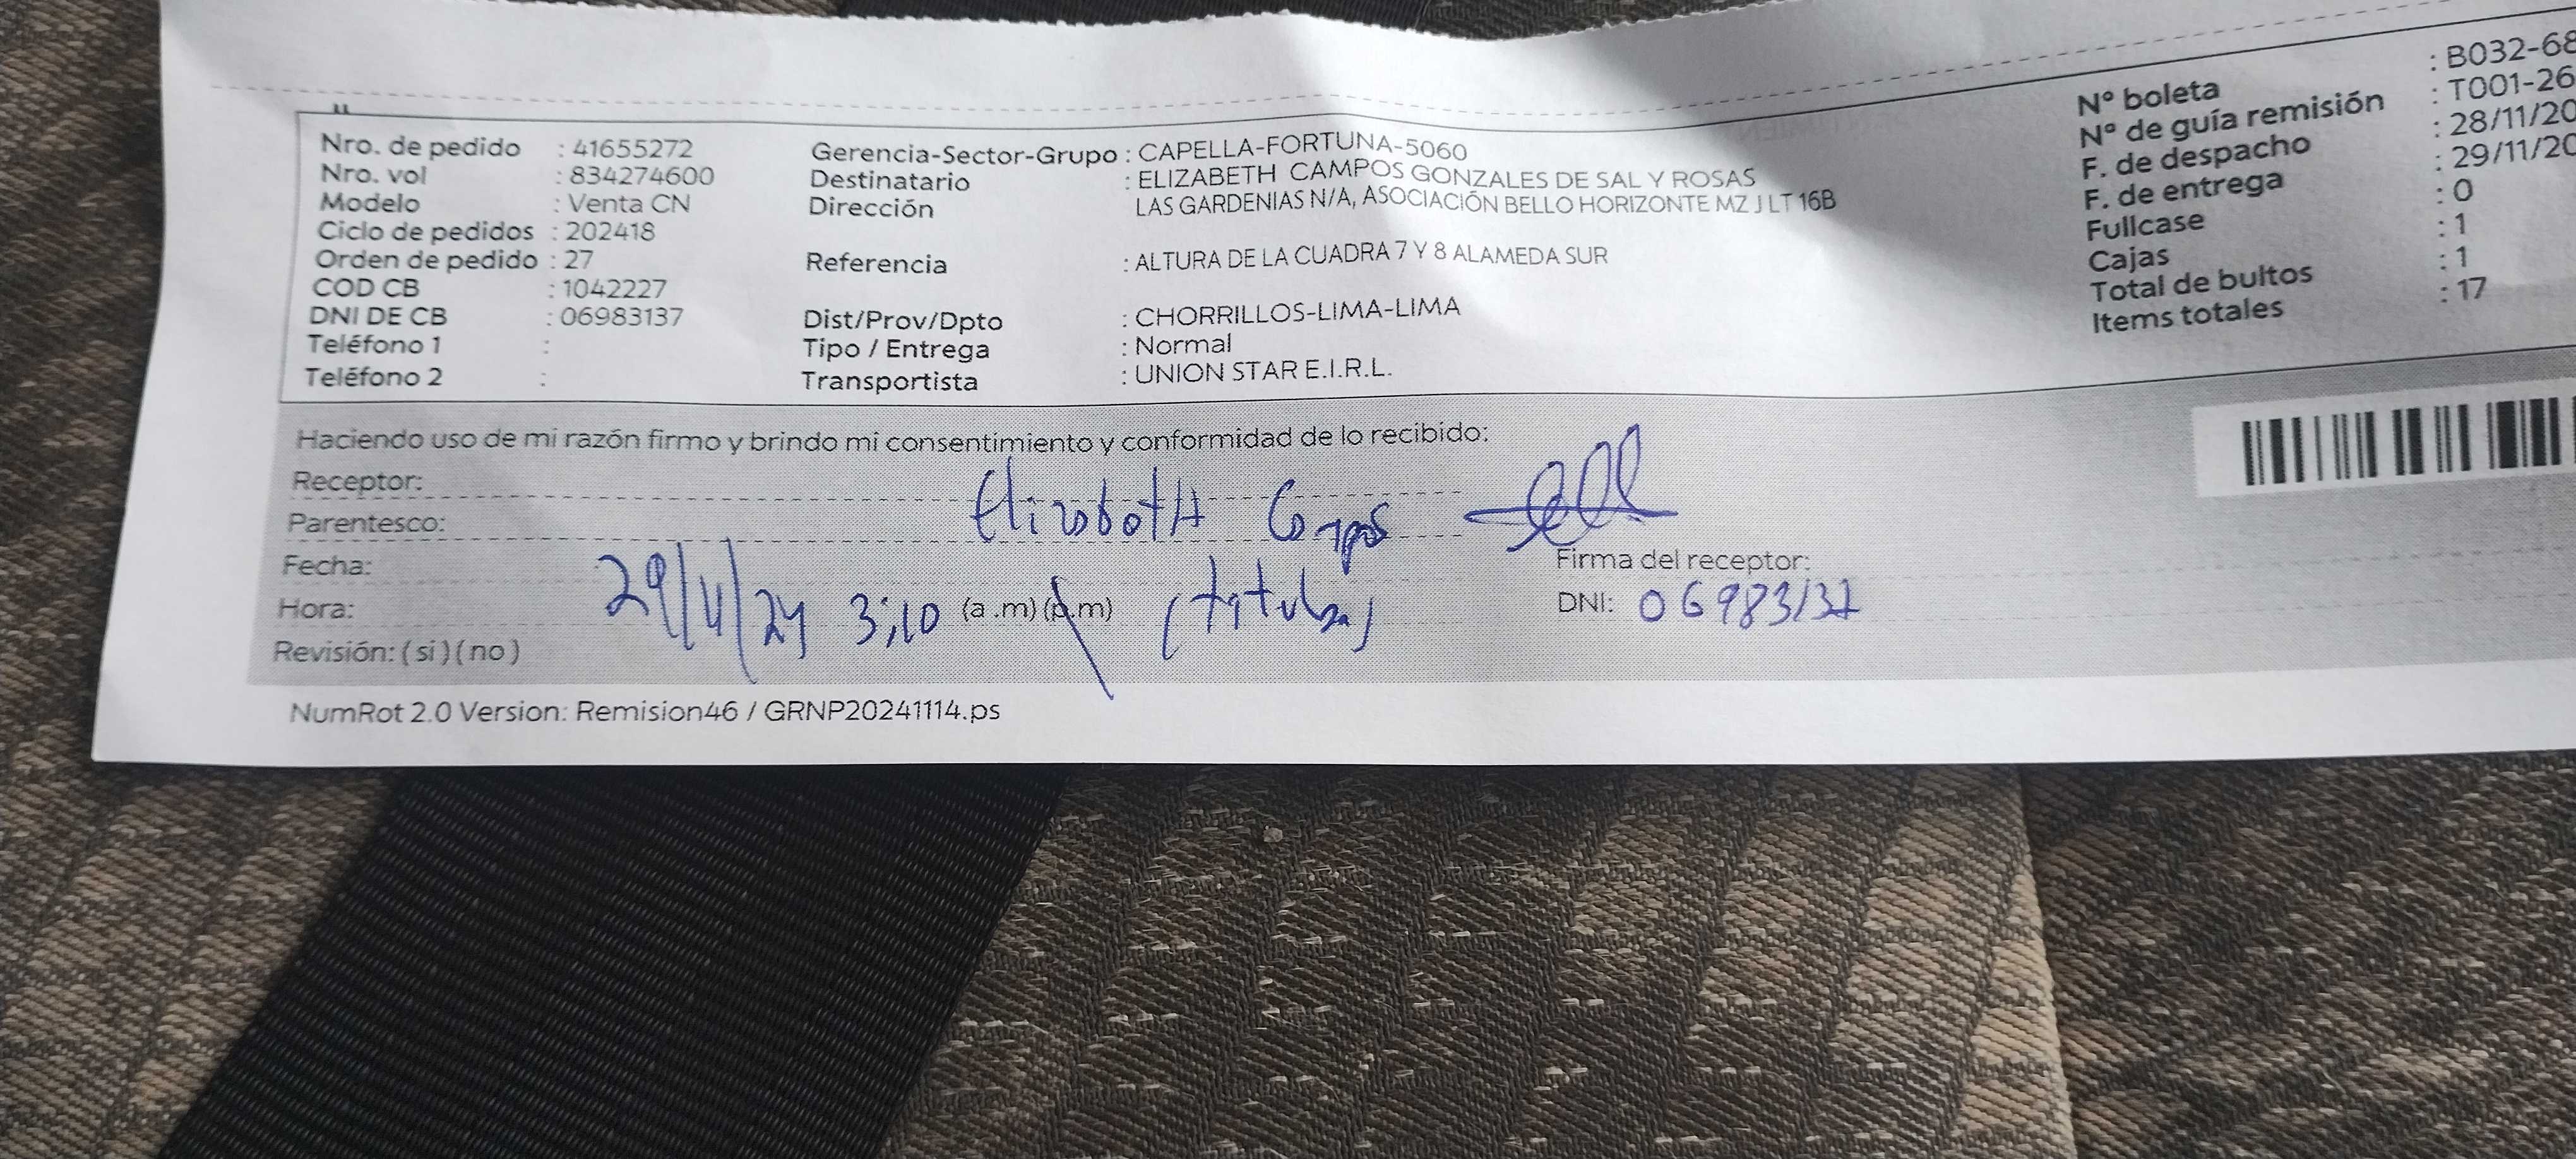 Nro. de pedido : 41655272
Nro. vol : 834274600
Modelo : Venta CN
Ciclo de pedidos : 202418
Orden de pedido : 27
COD CB : 1042227
DNI DE CB : 06983137
Teléfono 1 :
Teléfono 2 :
Gerencia-Sector-Grupo : CAPELLA-FORTUNA-5060
Destinatario : ELIZABETH CAMPOS GONZALES DE SAL Y ROSAS
Dirección LAS GARDENIAS N/A, ASOCIACIÓN BELLO HORIZONTE MZ J LT 16B
Referencia : ALTURA DE LA CUADRA 7 Y 8 ALAMEDA SUR
Dist/Prov/Dpto : CHORRILLOS-LIMA-LIMA
Tipo / Entrega : Normal
Transportista : UNION STAR E.I.R.L.
Nº boleta : B032-68
Nº de guía remisión : T001-26
F. de despacho : 28/11/20
F. de entrega : 29/11/20
Fullcase : 0
Cajas : 1
Total de bultos : 1
Items totales : 17
Haciendo uso de mi razón firmo y brindo mi consentimiento y conformidad de lo recibido:
Receptor: Elizabeth Campos
Parentesco:
Fecha: 29/11/24
Firma del receptor:
Hora: 3:10 (a .m) (p.m) (titular)
DNI: 06983137
Revisión: ( si ) ( no )
NumRot 2.0 Version: Remision46 / GRNP20241114.ps